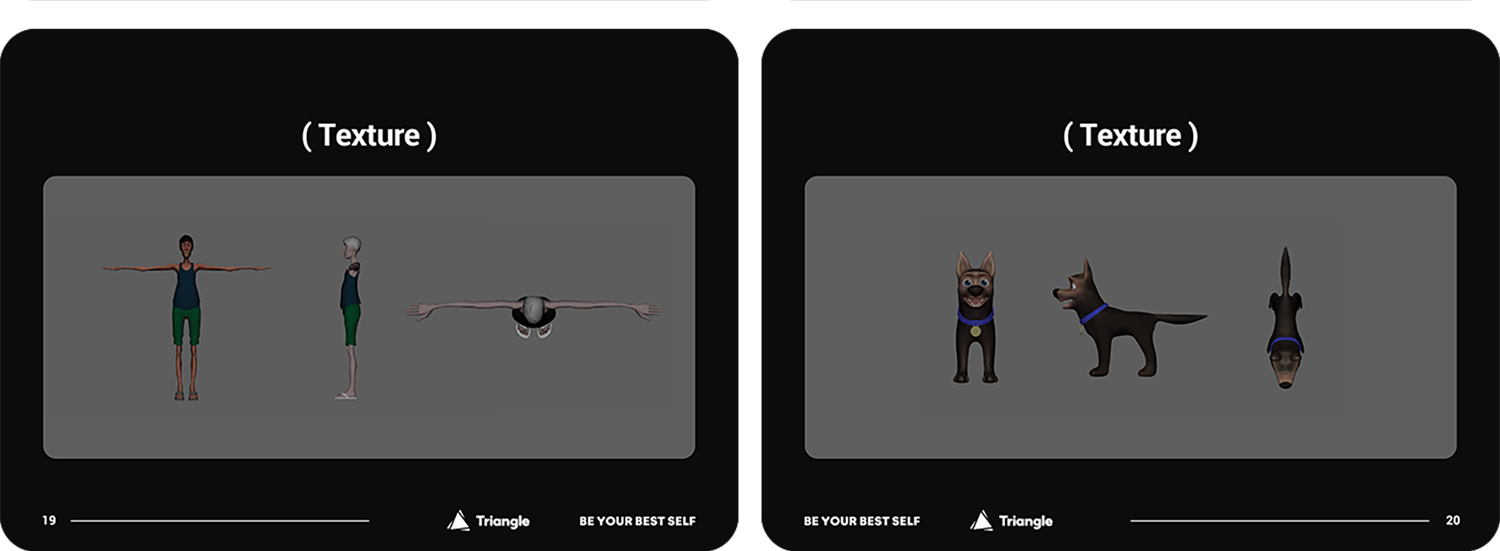 ( Texture )
19
Triangle
BE YOUR BEST SELF
( Texture )
BE YOUR BEST SELF
Triangle
20